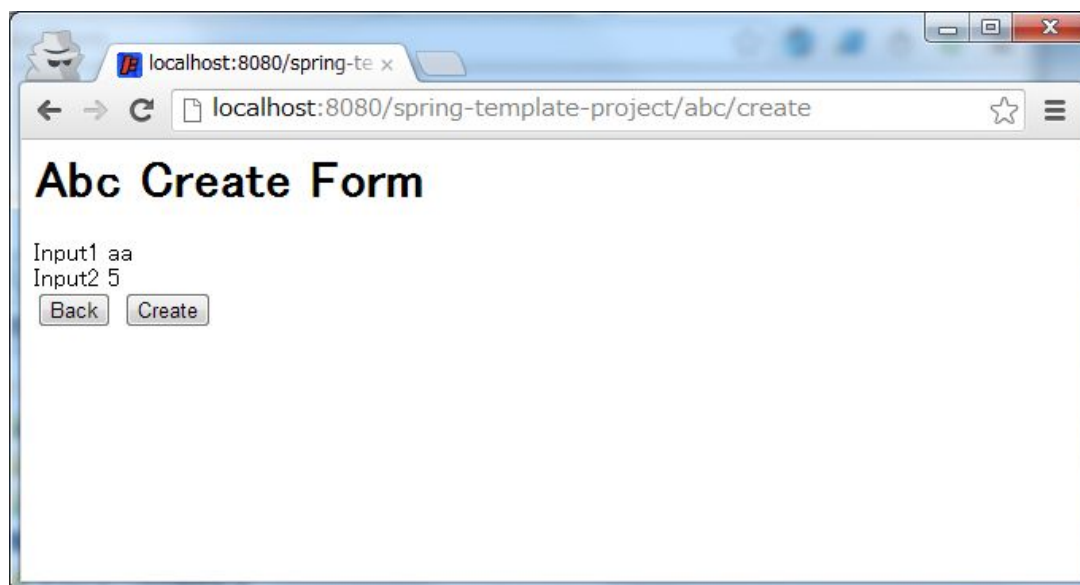 localhost:8080/spring-te
localhost:8080/spring-template-project/abc/create
Abc Create Form
Input1 aa
Input2 5
Back Create